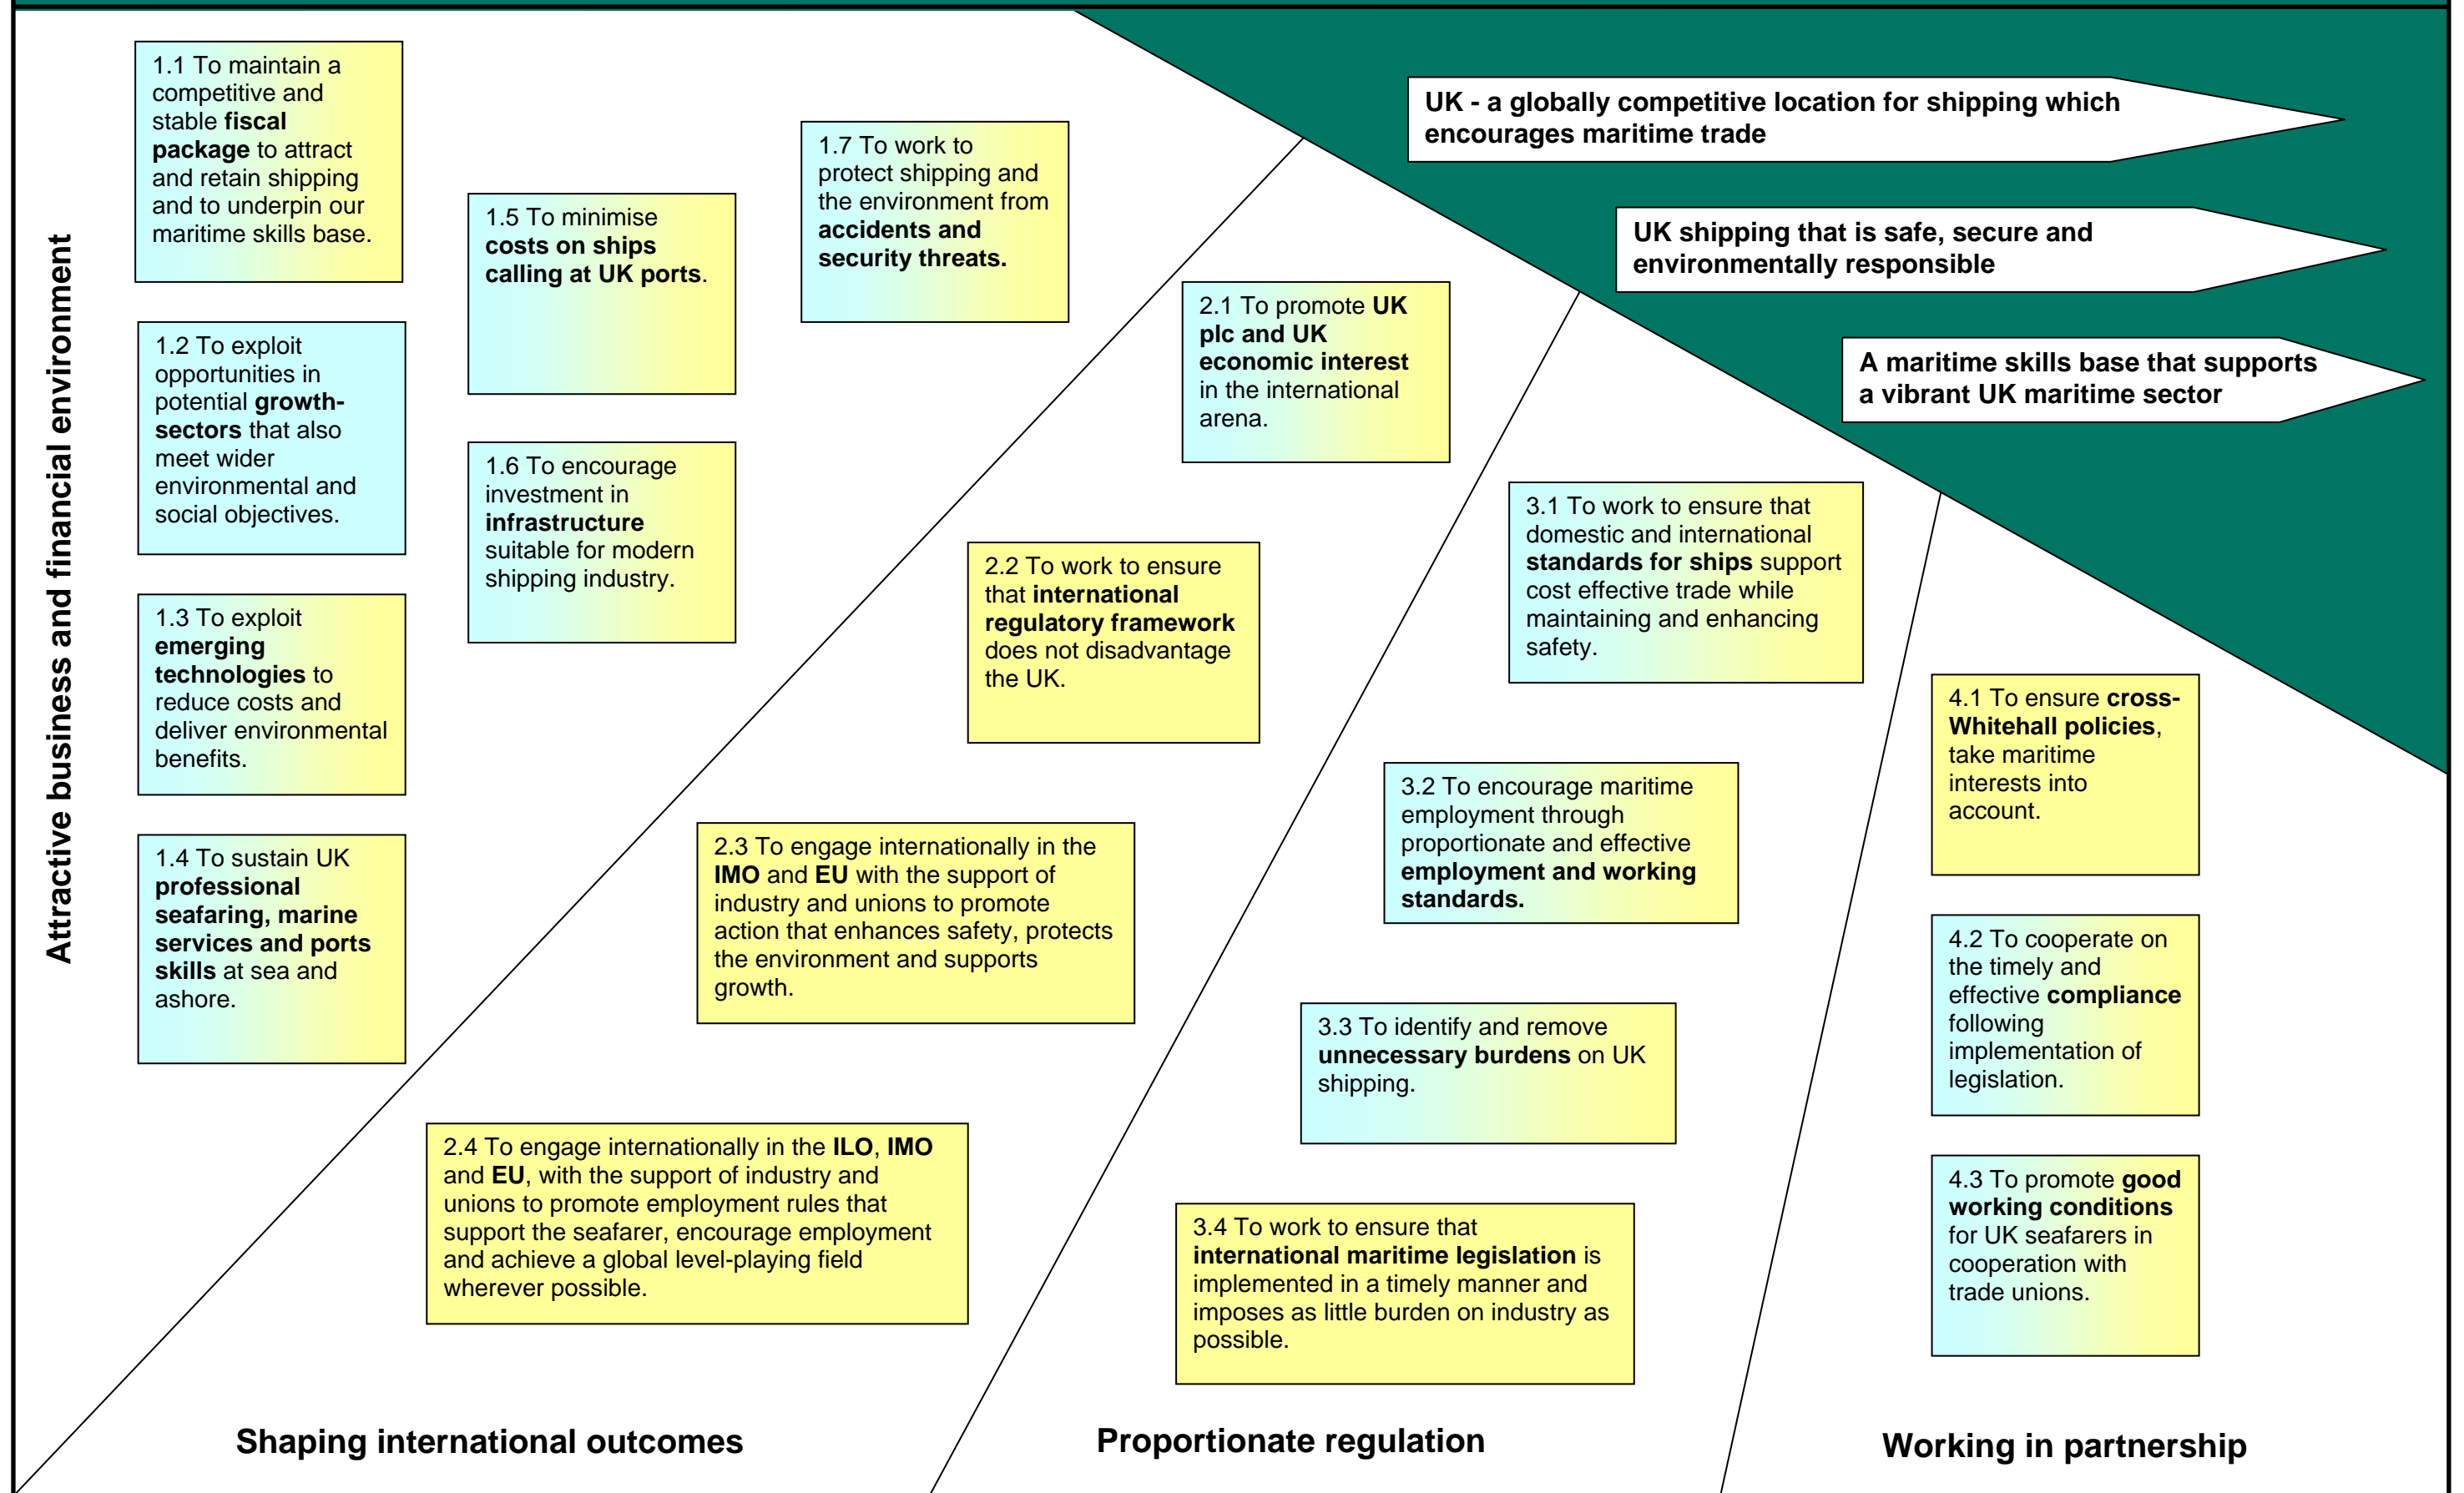 Attractive business and financial environment
1.1 To maintain a
competitive and
stable fiscal
package to attract
and retain shipping
and to underpin our
maritime skills base.
1.2 To exploit
opportunities in
potential growth-
sectors that also
meet wider
environmental and
social objectives.
1.3 To exploit
emerging
technologies to
reduce costs and
deliver environmental
benefits.
1.4 To sustain UK
professional
seafaring, marine
services and ports
skills at sea and
ashore.
1.5 To minimise
costs on ships
calling at UK ports.
1.6 To encourage
investment in
infrastructure
suitable for modern
shipping industry.
1.7 To work to
protect shipping and
the environment from
accidents and
security threats.
UK - a globally competitive location for shipping which
encourages maritime trade
UK shipping that is safe, secure and
environmentally responsible
A maritime skills base that supports
a vibrant UK maritime sector
2.1 To promote UK
plc and UK
economic interest
in the international
arena.
2.2 To work to ensure
that international
regulatory framework
does not disadvantage
the UK.
2.3 To engage internationally in the
IMO and EU with the support of
industry and unions to promote
action that enhances safety, protects
the environment and supports
growth.
2.4 To engage internationally in the ILO, IMO
and EU, with the support of industry and
unions to promote employment rules that
support the seafarer, encourage employment
and achieve a global level-playing field
wherever possible.
Shaping international outcomes
3.1 To work to ensure that
domestic and international
standards for ships support
cost effective trade while
maintaining and enhancing
safety.
3.2 To encourage maritime
employment through
proportionate and effective
employment and working
standards.
3.3 To identify and remove
unnecessary burdens on UK
shipping.
3.4 To work to ensure that
international maritime legislation is
implemented in a timely manner and
imposes as little burden on industry as
possible.
Proportionate regulation
4.1 To ensure cross-
Whitehall policies,
take maritime
interests into
account.
4.2 To cooperate on
the timely and
effective compliance
following
implementation of
legislation.
4.3 To promote good
working conditions
for UK seafarers in
cooperation with
trade unions.
Working in partnership